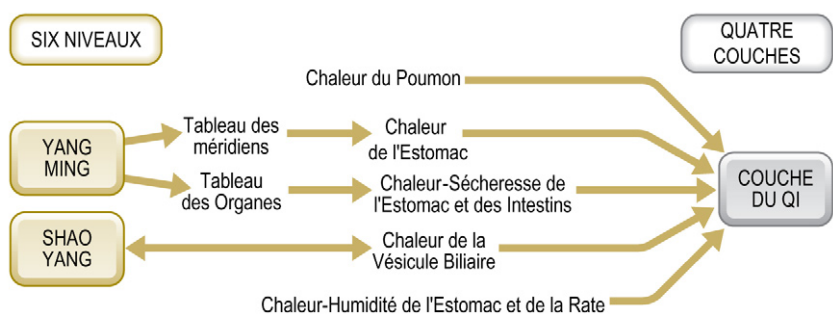 SIX NIVEAUX
QUATRE
COUCHES
Chaleur du Poumon
YANG
MING
Tableau des
méridiens
Chaleur
de l'Estomac
Tableau
des Organes
Chaleur-Sécheresse de
l'Estomac et des Intestins
COUCHE
DU QI
SHAO
YANG
Chaleur de la
Vésicule Biliaire
Chaleur-Humidité de l'Estomac et de la Rate